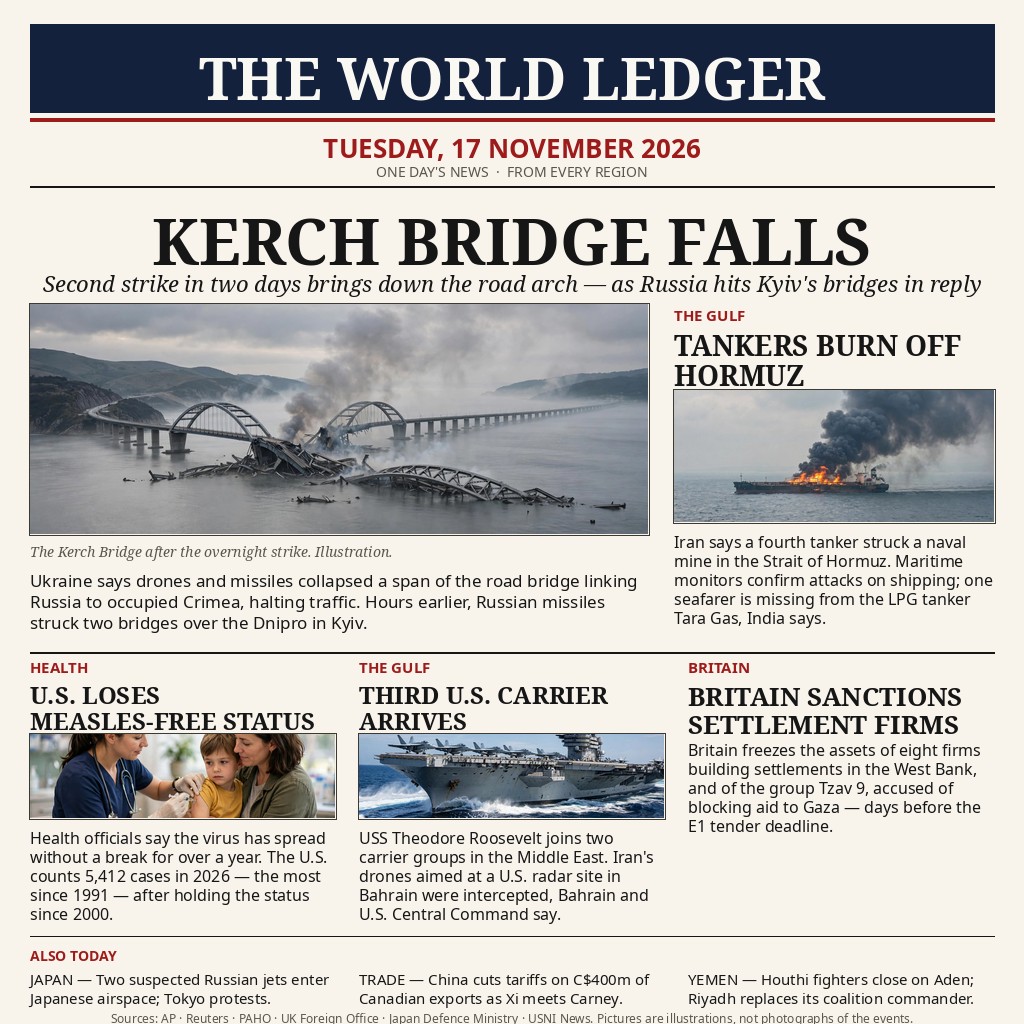 THE WORLD LEDGER
TUESDAY, 17 NOVEMBER 2026
ONE DAY'S NEWS · FROM EVERY REGION
KERCH BRIDGE FALLS
Second strike in two days brings down the road arch — as Russia hits Kyiv's bridges in reply
The Kerch Bridge after the overnight strike. Illustration.
Ukraine says drones and missiles collapsed a span of the road bridge linking
Russia to occupied Crimea, halting traffic. Hours earlier, Russian missiles
struck two bridges over the Dnipro in Kyiv.
THE GULF
TANKERS BURN OFF
HORMUZ
Iran says a fourth tanker struck a naval
mine in the Strait of Hormuz. Maritime
monitors confirm attacks on shipping; one
seafarer is missing from the LPG tanker
Tara Gas, India says.
HEALTH
U.S. LOSES
MEASLES-FREE STATUS
Health officials say the virus has spread
without a break for over a year. The U.S.
counts 5,412 cases in 2026 — the most
since 1991 — after holding the status
since 2000.
THE GULF
THIRD U.S. CARRIER
ARRIVES
USS Theodore Roosevelt joins two
carrier groups in the Middle East. Iran's
drones aimed at a U.S. radar site in
Bahrain were intercepted, Bahrain and
U.S. Central Command say.
BRITAIN
BRITAIN SANCTIONS
SETTLEMENT FIRMS
Britain freezes the assets of eight firms
building settlements in the West Bank,
and of the group Tzav 9, accused of
blocking aid to Gaza — days before the
E1 tender deadline.
ALSO TODAY
JAPAN — Two suspected Russian jets enter
Japanese airspace; Tokyo protests.
TRADE — China cuts tariffs on C$400m of
Canadian exports as Xi meets Carney.
YEMEN — Houthi fighters close on Aden;
Riyadh replaces its coalition commander.
Sources: AP · Reuters · PAHO · UK Foreign Office · Japan Defence Ministry · USNI News. Pictures are illustrations, not photographs of the events.